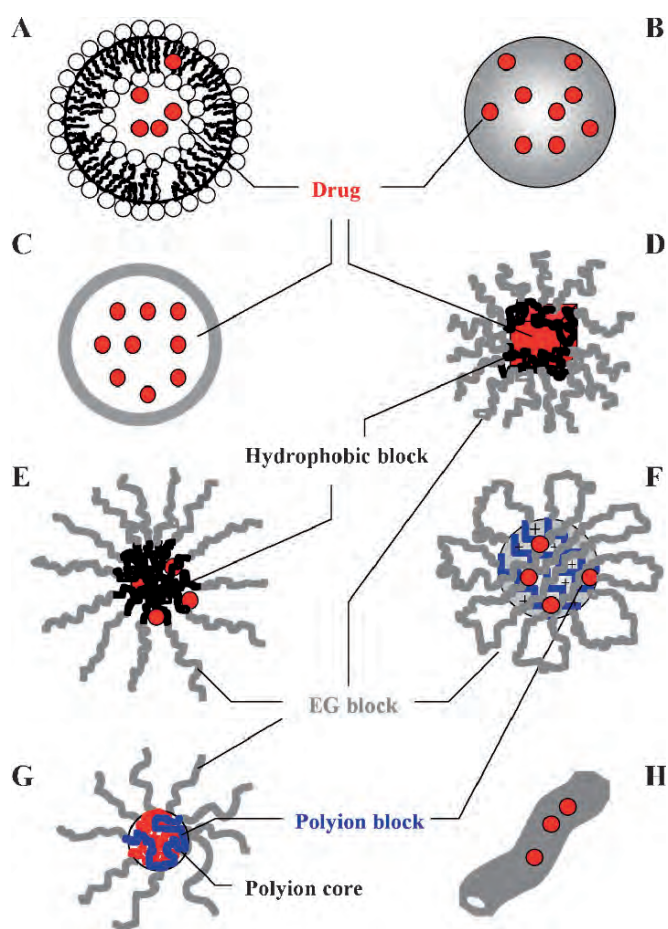 A
B
Drug
C
D
Hydrophobic block
E
F
+
+
+
+
+
+
EG block
G
H
Polyion block
Polyion core